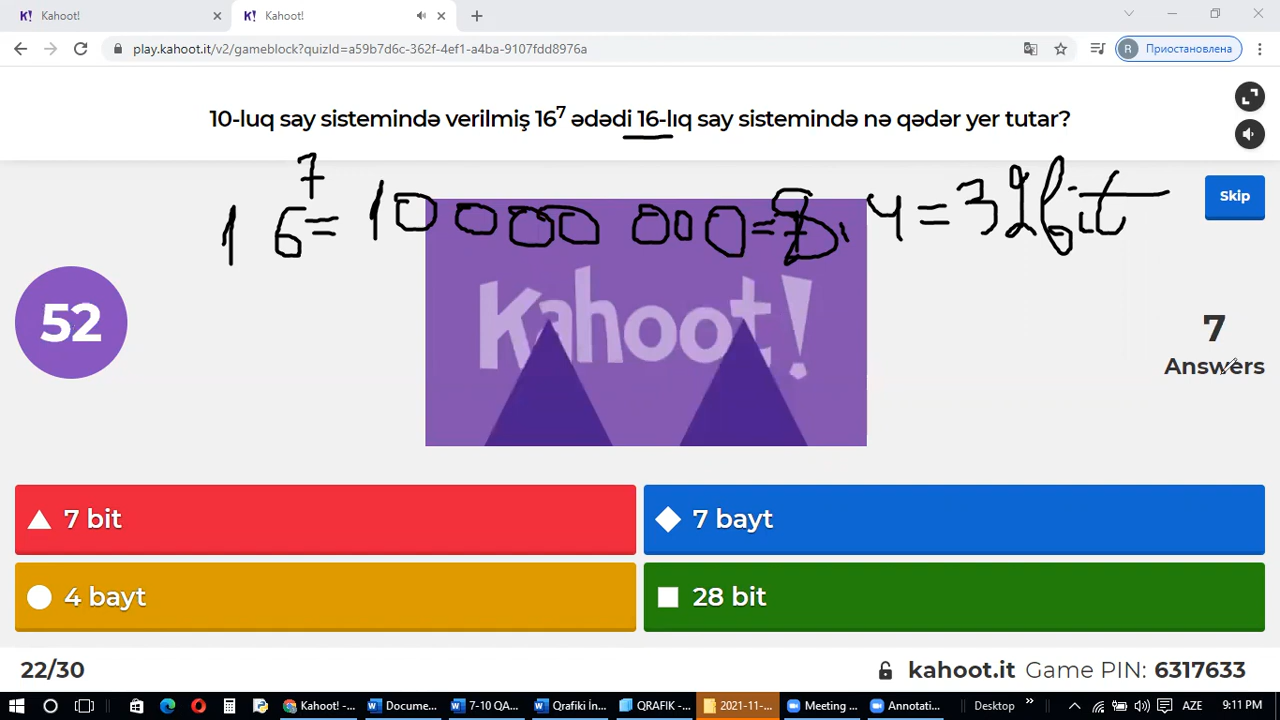 Kahoot!
Kahoot!
play.kahoot.it/v2/gameblock?quizId=a59b7d6c-362f-4ef1-a4ba-9107fdd8976a
R Приостановлена
10-luq say sistemində verilmiş 16⁷ ədədi 16-lıq say sistemində nə qədər yer tutar?
16⁷=10000000=8·4=32bit
Skip
Kahoot!
52
7
Answers
7 bit
7 bayt
4 bayt
28 bit
22/30
kahoot.it Game PIN: 6317633
Kahoot! -...
Docume...
7-10 QA...
Qrafiki İn...
QRAFIK -...
2021-11-...
Meeting ...
Annotati...
Desktop
AZE
9:11 PM